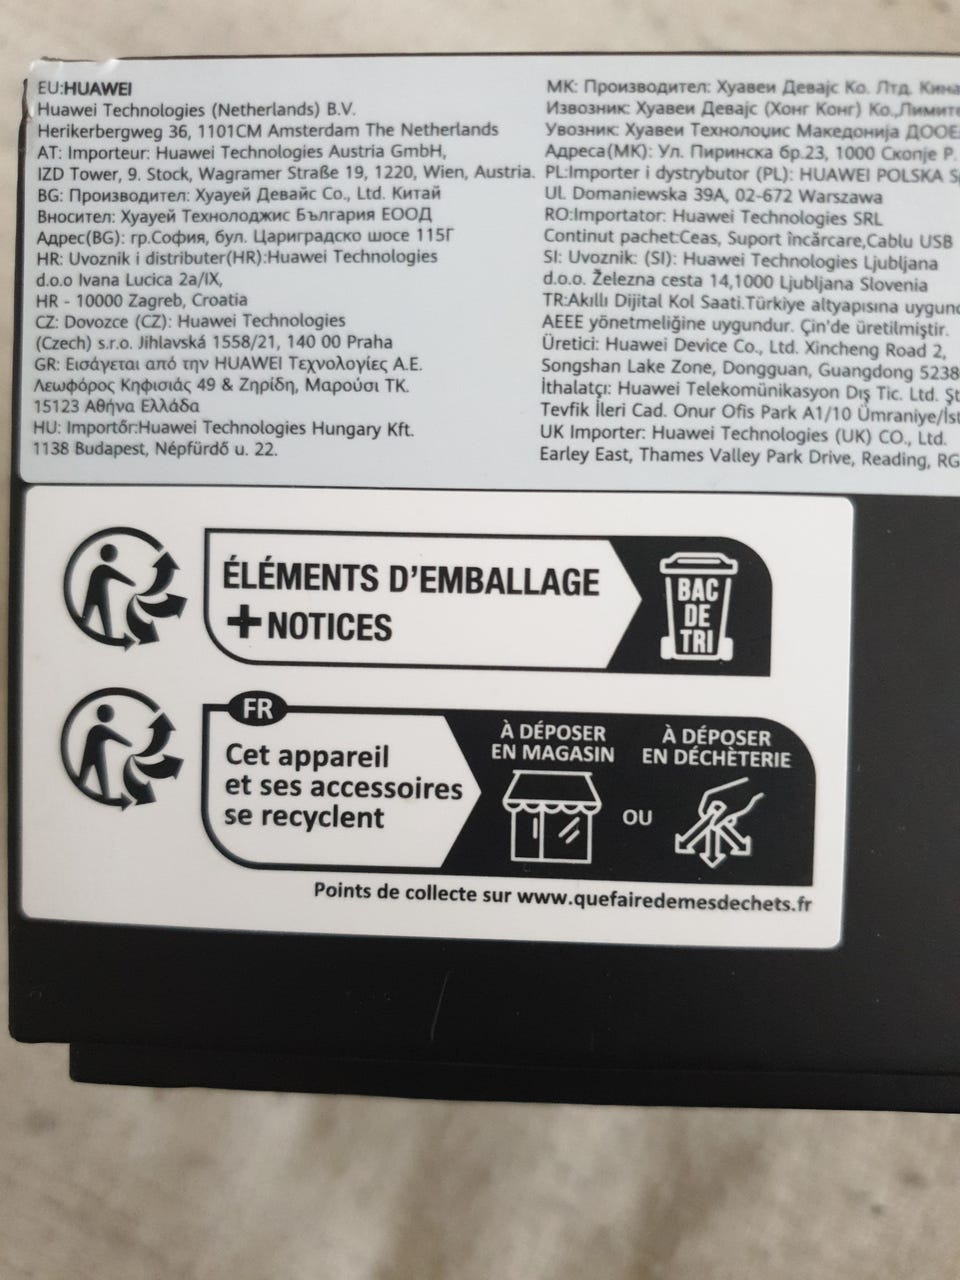 EU:HUAWEI
Huawei Technologies (Netherlands) B.V.
Herikerbergweg 36, 1101CM Amsterdam The Netherlands
AT: Importeur: Huawei Technologies Austria GmbH,
IZD Tower, 9. Stock, Wagramer Straße 19, 1220, Wien, Austria.
BG: Производител: Хуауей Девайс Co., Ltd. Китай
Вносител: Хуауей Технолоджис България ЕООД
Адрес(BG): гр.София, бул. Цариградско шосе 115Г
HR: Uvoznik i distributer(HR):Huawei Technologies
d.o.o Ivana Lucica 2a/IX,
HR - 10000 Zagreb, Croatia
CZ: Dovozce (CZ): Huawei Technologies
(Czech) s.r.o. Jihlavská 1558/21, 140 00 Praha
GR: Εισάγεται από την HUAWEI Τεχνολογίες Α.Ε.
Λεωφόρος Κηφισιάς 49 & Ζηρίδη, Μαρούσι ΤΚ.
15123 Αθήνα Ελλάδα
HU: Importőr:Huawei Technologies Hungary Kft.
1138 Budapest, Népfürdő u. 22.
MK: Производител: Хуавеи Девајс Ко. Лтд. Кина
Извозник: Хуавеи Девајс (Хонг Конг) Ко.,Лимите
Увозник: Хуавеи Технолоџис Македонија ДООЕ
Адреса(MK): Ул. Пиринска бр.23, 1000 Скопје Р.
PL:Importer i dystrybutor (PL): HUAWEI POLSKA Sp
Ul. Domaniewska 39A, 02-672 Warszawa
RO:Importator: Huawei Technologies SRL
Continut pachet:Ceas, Suport încărcare,Cablu USB
SI: Uvoznik: (SI): Huawei Technologies Ljubljana
d.o.o. Železna cesta 14,1000 Ljubljana Slovenia
TR:Akıllı Dijital Kol Saati.Türkiye altyapısına uygund
AEEE yönetmeliğine uygundur. Çin'de üretilmiştir.
Üretici: Huawei Device Co., Ltd. Xincheng Road 2,
Songshan Lake Zone, Dongguan, Guangdong 5238
İthalatçı: Huawei Telekomünikasyon Dış Tic. Ltd. Şt
Tevfik İleri Cad. Onur Ofis Park A1/10 Ümraniye/İst
UK Importer: Huawei Technologies (UK) CO., Ltd.
Earley East, Thames Valley Park Drive, Reading, RG
ÉLÉMENTS D'EMBALLAGE
+NOTICES
BAC
DE
TRI
FR
Cet appareil
et ses accessoires
se recyclent
À DÉPOSER
EN MAGASIN
OU
À DÉPOSER
EN DÉCHÈTERIE
Points de collecte sur www.quefairedemesdechets.fr